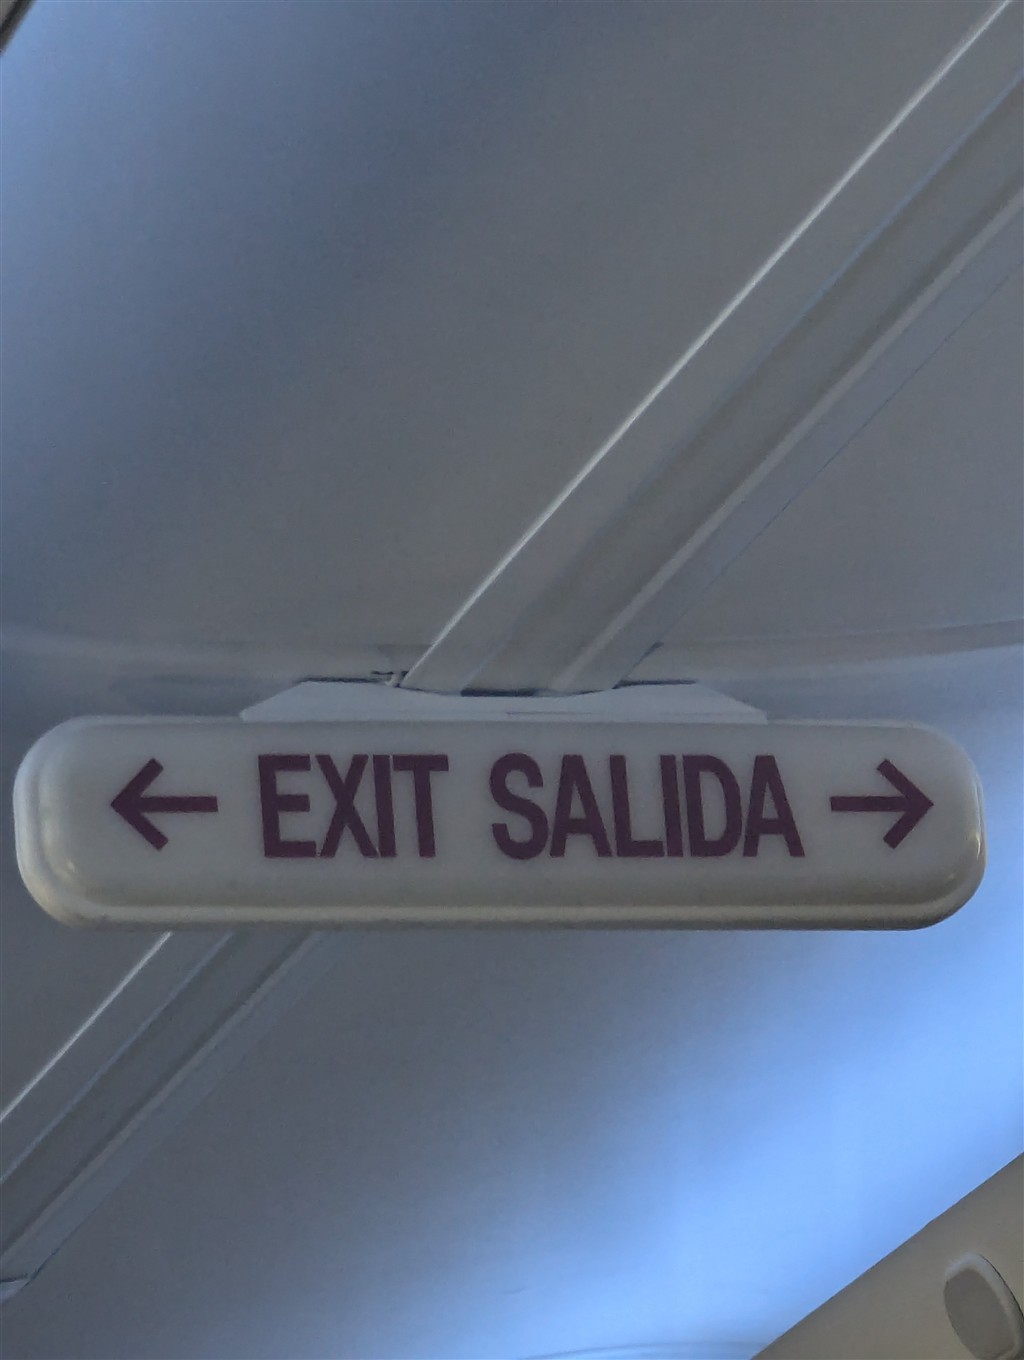 ← EXIT SALIDA →